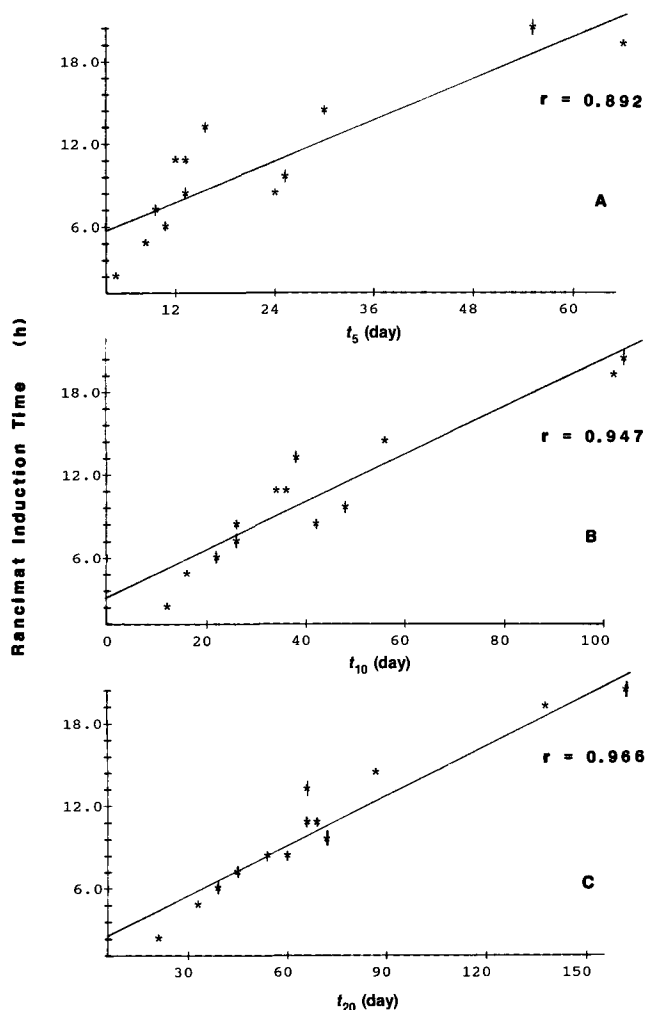 18.0
r = 0.892
12.0
A
6.0
12 24 36 48 60
t5 (day)
Rancimat Induction Time (h)
18.0
r = 0.947
12.0
B
6.0
0 20 40 60 80 100
t10 (day)
18.0
r = 0.966
12.0
C
6.0
30 60 90 120 150
t20 (day)